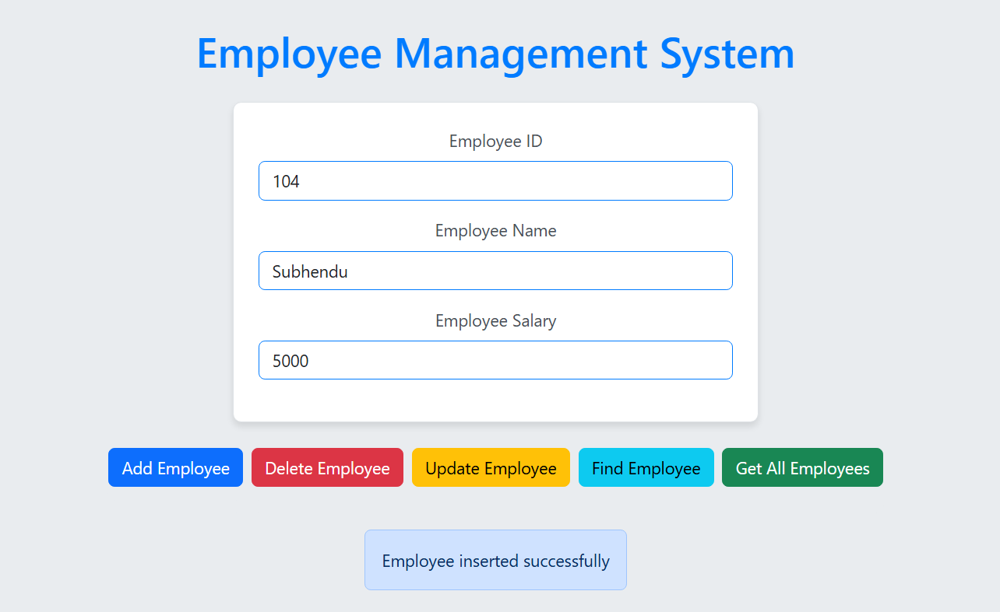 Employee Management System
Employee ID
104
Employee Name
Subhendu
Employee Salary
5000
Add Employee Delete Employee Update Employee Find Employee Get All Employees
Employee inserted successfully